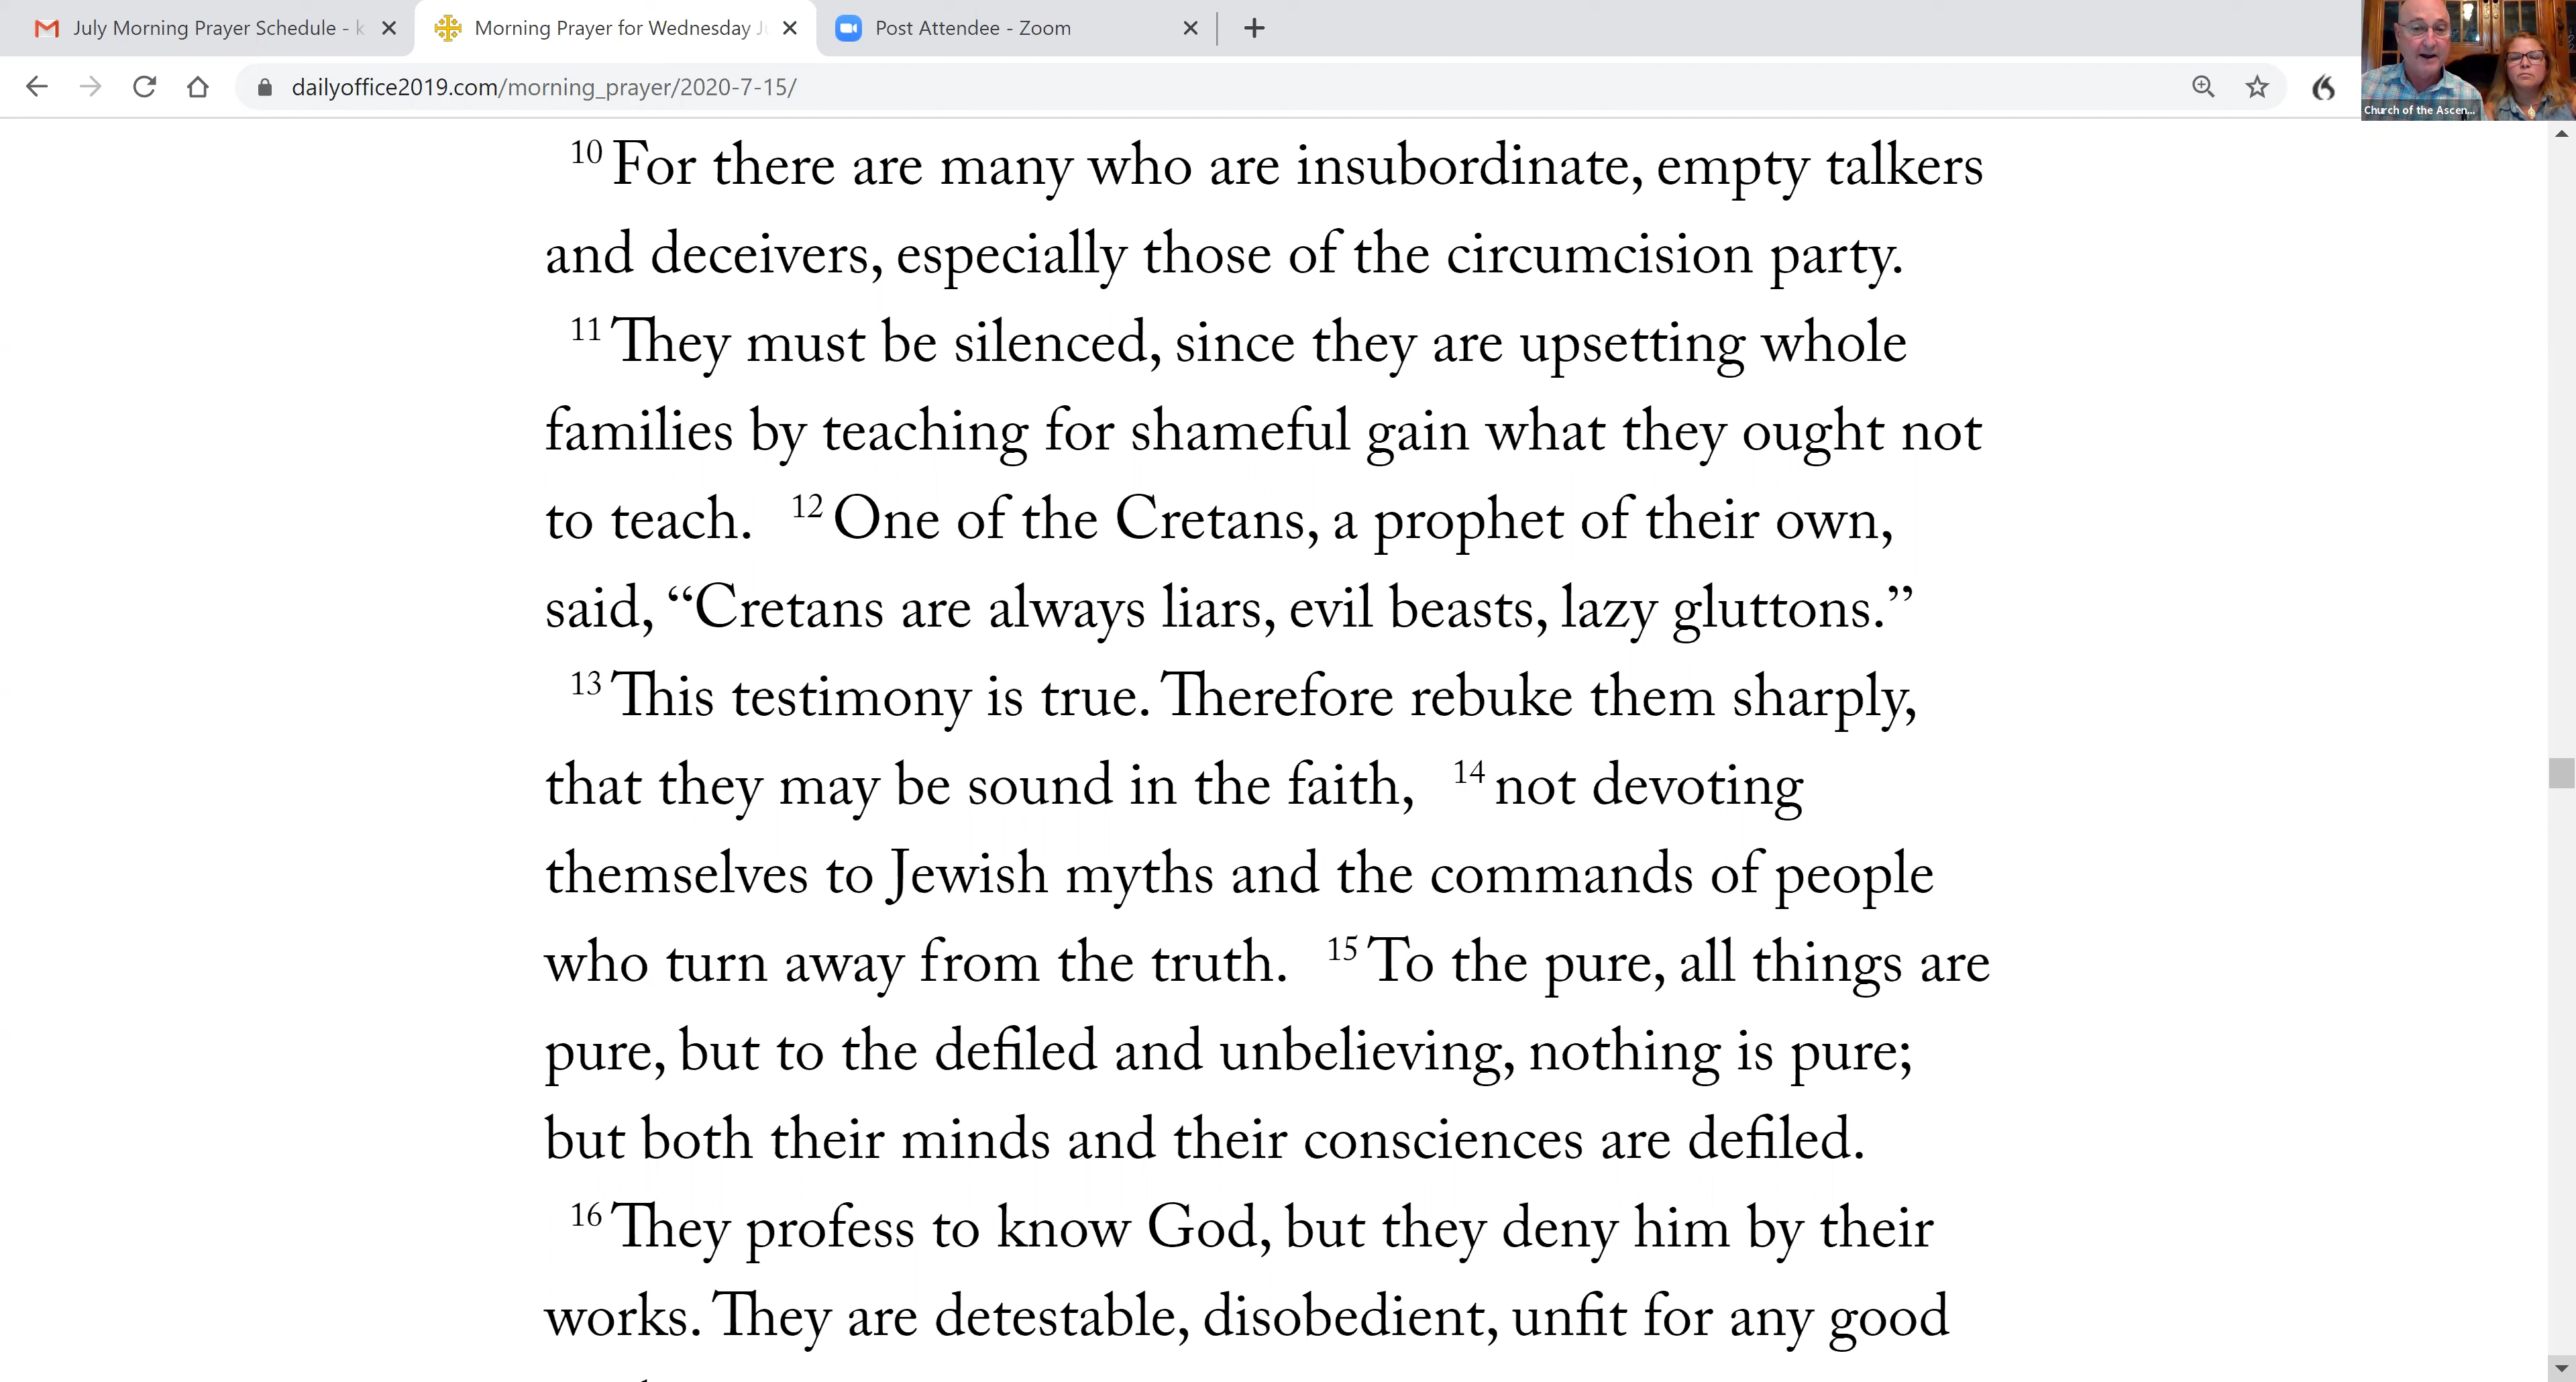 July Morning Prayer Schedule - k
Morning Prayer for Wednesday J
Post Attendee - Zoom
dailyoffice2019.com/morning_prayer/2020-7-15/
Church of the Ascen...
10 For there are many who are insubordinate, empty talkers
and deceivers, especially those of the circumcision party.
11 They must be silenced, since they are upsetting whole
families by teaching for shameful gain what they ought not
to teach. 12 One of the Cretans, a prophet of their own,
said, “Cretans are always liars, evil beasts, lazy gluttons.”
13 This testimony is true. Therefore rebuke them sharply,
that they may be sound in the faith, 14 not devoting
themselves to Jewish myths and the commands of people
who turn away from the truth. 15 To the pure, all things are
pure, but to the defiled and unbelieving, nothing is pure;
but both their minds and their consciences are defiled.
16 They profess to know God, but they deny him by their
works. They are detestable, disobedient, unfit for any good